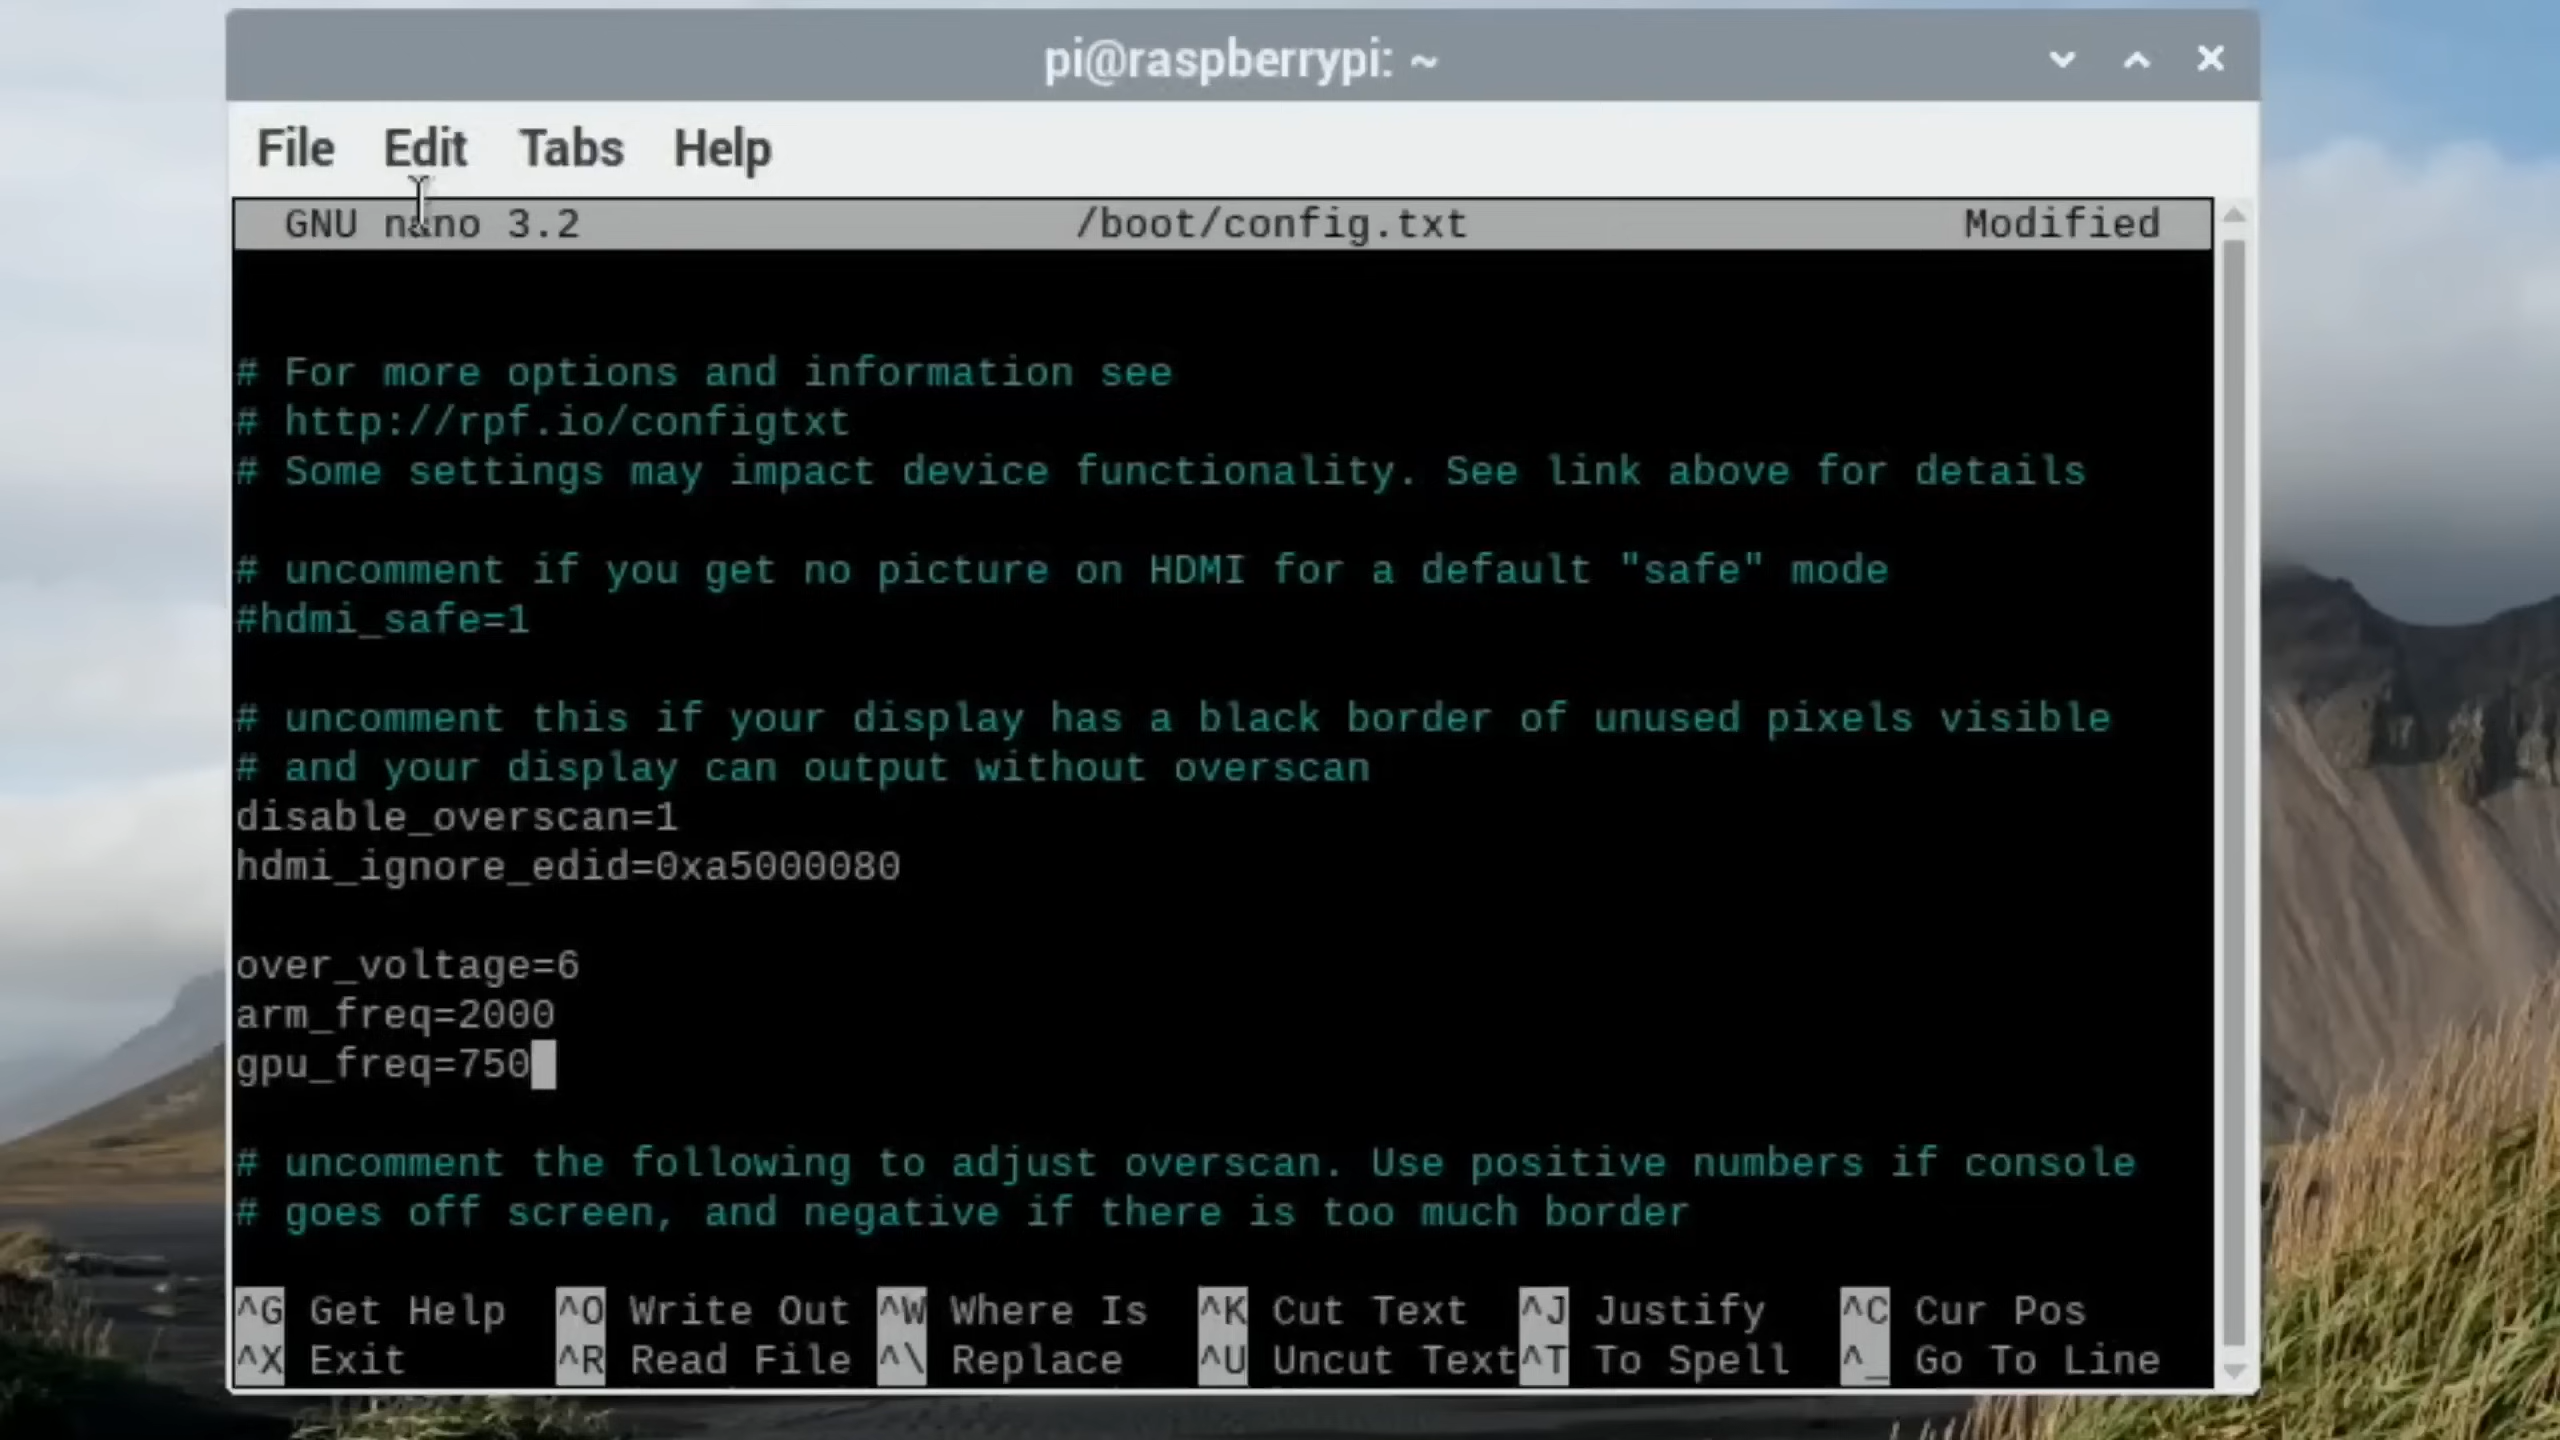 pi@raspberrypi: ~
File Edit Tabs Help
GNU nano 3.2 /boot/config.txt Modified
# For more options and information see
# http://rpf.io/configtxt
# Some settings may impact device functionality. See link above for details
# uncomment if you get no picture on HDMI for a default "safe" mode
#hdmi_safe=1
# uncomment this if your display has a black border of unused pixels visible
# and your display can output without overscan
disable_overscan=1
hdmi_ignore_edid=0xa5000080
over_voltage=6
arm_freq=2000
gpu_freq=750
# uncomment the following to adjust overscan. Use positive numbers if console
# goes off screen, and negative if there is too much border
^G Get Help ^O Write Out ^W Where Is ^K Cut Text ^J Justify ^C Cur Pos
^X Exit ^R Read File ^\ Replace ^U Uncut Text ^T To Spell ^_ Go To Line